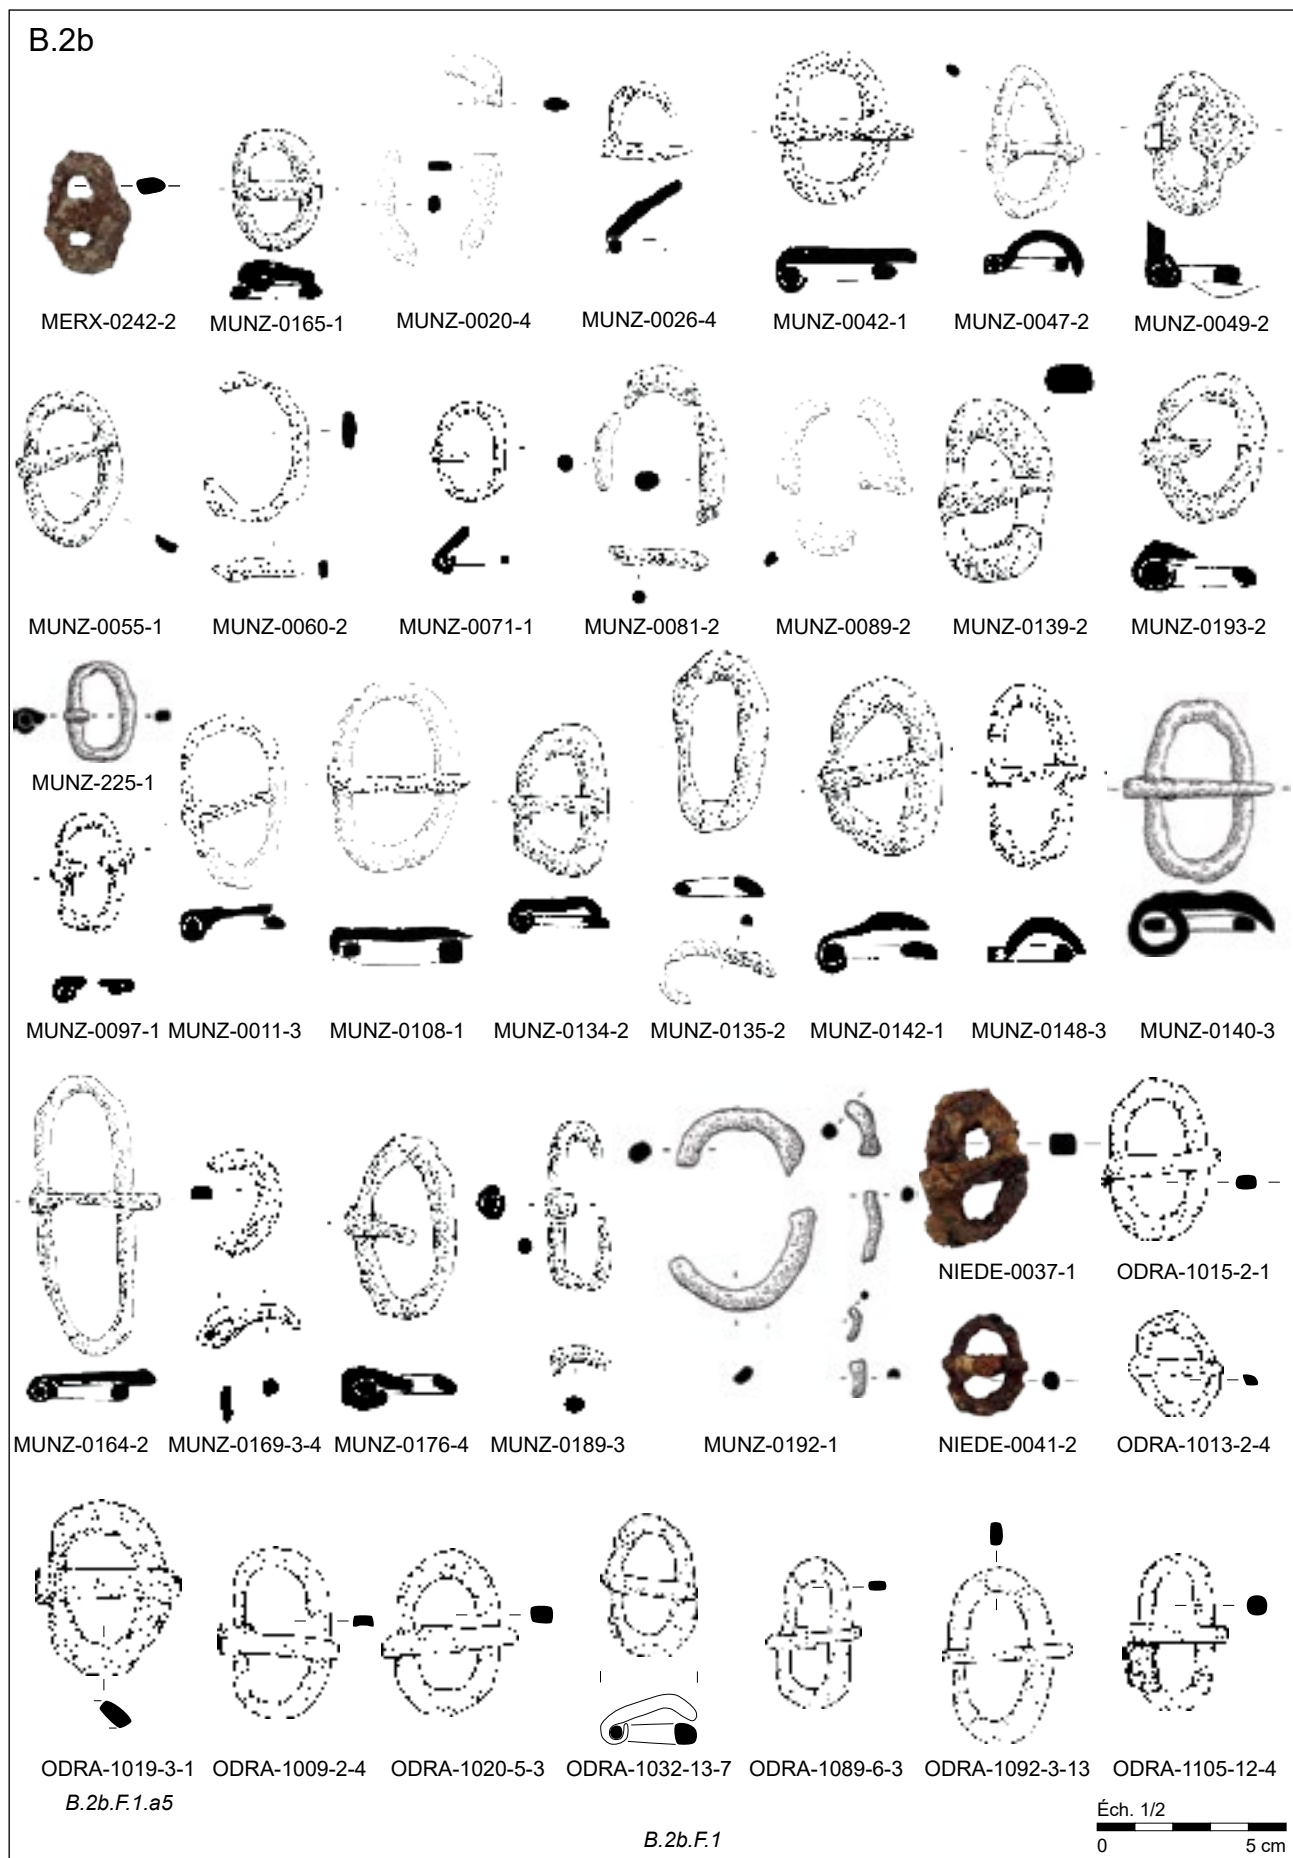 B.2b
MERX-0242-2 MUNZ-0165-1 MUNZ-0020-4 MUNZ-0026-4 MUNZ-0042-1 MUNZ-0047-2 MUNZ-0049-2
MUNZ-0055-1 MUNZ-0060-2 MUNZ-0071-1 MUNZ-0081-2 MUNZ-0089-2 MUNZ-0139-2 MUNZ-0193-2
MUNZ-225-1
MUNZ-0097-1 MUNZ-0011-3 MUNZ-0108-1 MUNZ-0134-2 MUNZ-0135-2 MUNZ-0142-1 MUNZ-0148-3 MUNZ-0140-3
NIEDE-0037-1 ODRA-1015-2-1
MUNZ-0164-2 MUNZ-0169-3-4 MUNZ-0176-4 MUNZ-0189-3 MUNZ-0192-1 NIEDE-0041-2 ODRA-1013-2-4
ODRA-1019-3-1 ODRA-1009-2-4 ODRA-1020-5-3 ODRA-1032-13-7 ODRA-1089-6-3 ODRA-1092-3-13 ODRA-1105-12-4
B.2b.F.1.a5
B.2b.F.1
Éch. 1/2
0 5 cm